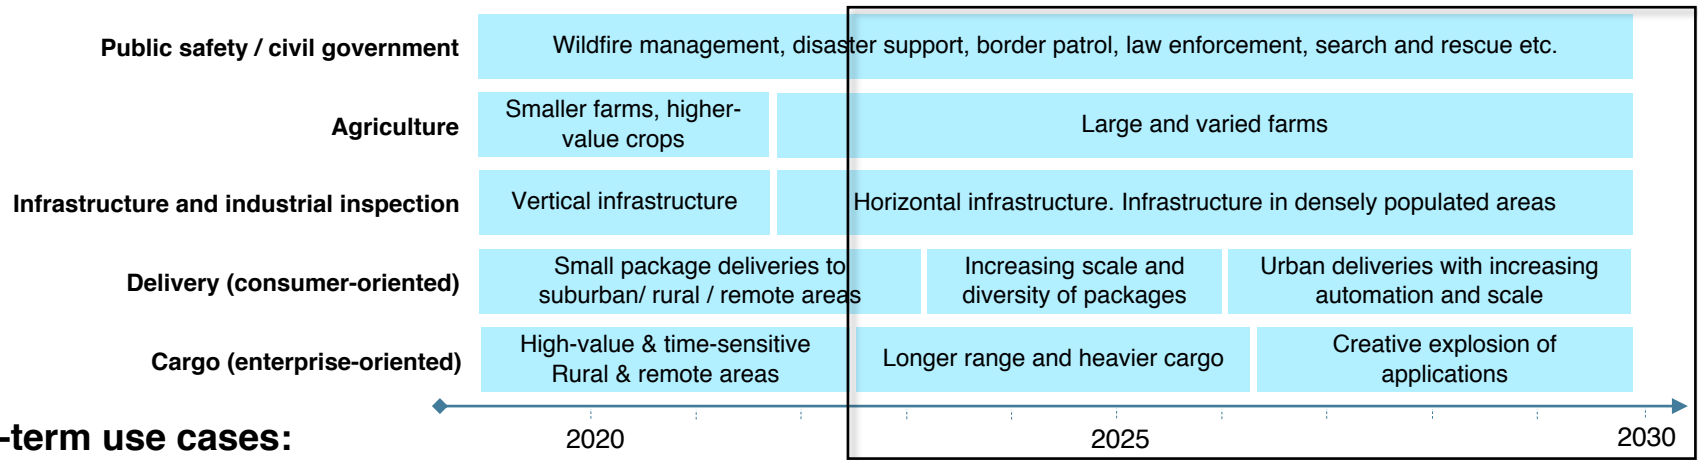 Public safety / civil government
Wildfire management, disaster support, border patrol, law enforcement, search and rescue etc.
Agriculture
Smaller farms, higher-
value crops
Large and varied farms
Infrastructure and industrial inspection
Vertical infrastructure
Horizontal infrastructure. Infrastructure in densely populated areas
Delivery (consumer-oriented)
Small package deliveries to
suburban/ rural / remote areas
Increasing scale and
diversity of packages
Urban deliveries with increasing
automation and scale
Cargo (enterprise-oriented)
High-value & time-sensitive
Rural & remote areas
Longer range and heavier cargo
Creative explosion of
applications
-term use cases:
2020
2025
2030